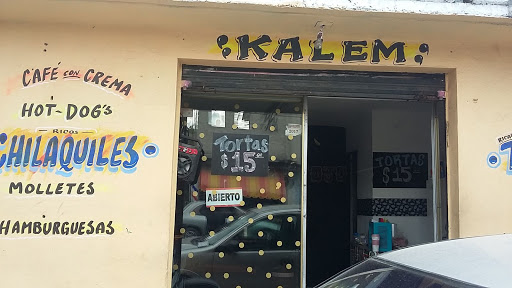 KALEM
CAFÉ CON CREMA
HOT-DOG'S
RICOS
CHILAQUILES
MOLLETES
HAMBURGUESAS
TORTAS
$15
ABIERTO
TORTAS
$15